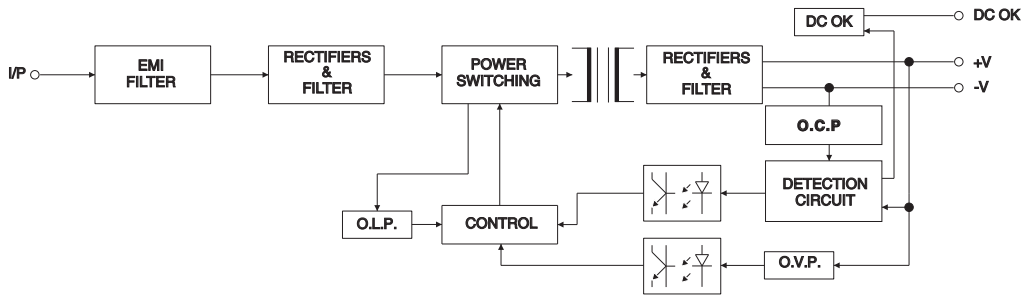 DC OK
DC OK
I/P
EMI
FILTER
RECTIFIERS
&
FILTER
POWER
SWITCHING
RECTIFIERS
&
FILTER
+V
-V
O.C.P
DETECTION
CIRCUIT
O.L.P.
CONTROL
O.V.P.